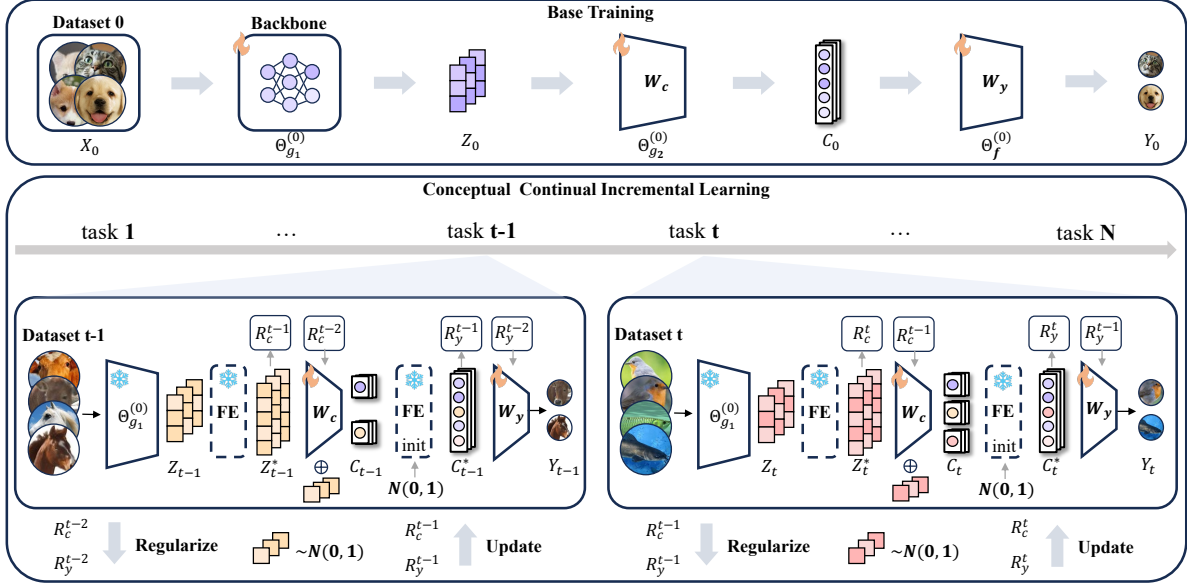 Base Training
Dataset 0
Backbone
W_c
W_y
X_0
Θ_{g_1}^{(0)}
Z_0
Θ_{g_2}^{(0)}
C_0
Θ_f^{(0)}
Y_0
Conceptual Continual Incremental Learning
task 1
...
task t-1
task t
...
task N
Dataset t-1
R_c^{t-1}
R_c^{t-2}
R_y^{t-1}
R_y^{t-2}
Θ_{g_1}^{(0)}
FE
W_c
FE
init
W_y
Z_{t-1}
Z_{t-1}^*
⊕
C_{t-1}
N(0, 1)
C_{t-1}^*
Y_{t-1}
Dataset t
R_c^t
R_c^{t-1}
R_y^t
R_y^{t-1}
Θ_{g_1}^{(0)}
FE
W_c
FE
init
W_y
Z_t
Z_t^*
⊕
C_t
N(0, 1)
C_t^*
Y_t
R_c^{t-2}
R_y^{t-2}
Regularize
~N(0, 1)
R_c^{t-1}
R_y^{t-1}
Update
R_c^{t-1}
R_y^{t-1}
Regularize
~N(0, 1)
R_c^t
R_y^t
Update